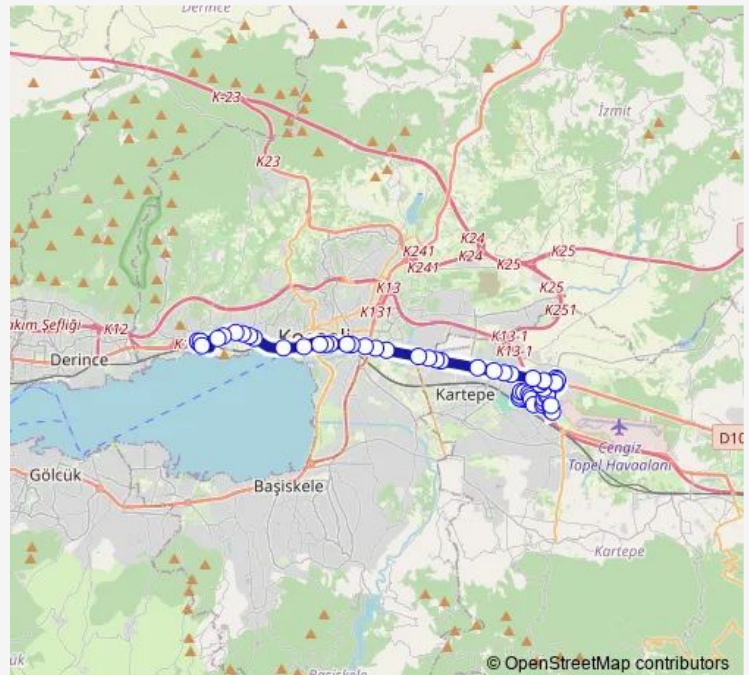 Derince
K-23
İzmit
K23
K241
K24
K241
K24
K25
K25
K13
K25
K131
K251
K12
K13-1
K13-1
Derince
Kartepe
D10
Cengiz
Topel Havaalanı
Gölcük
Başiskele
Kartepe
Başiskele
© OpenStreetMap contributors